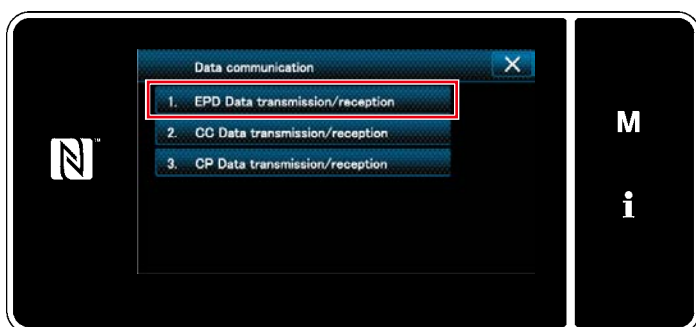 Data communication
1. EPD Data transmission/reception
2. CC Data transmission/reception
3. CP Data transmission/reception
M
i